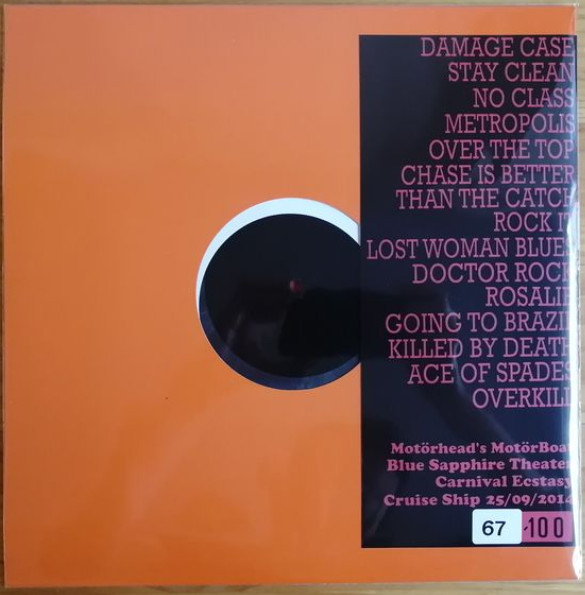 DAMAGE CASE
STAY CLEAN
NO CLASS
METROPOLIS
OVER THE TOP
CHASE IS BETTER
THAN THE CATCH
ROCK IT
LOST WOMAN BLUES
DOCTOR ROCK
ROSALIE
GOING TO BRAZIL
KILLED BY DEATH
ACE OF SPADES
OVERKILL
Motörhead's MotörBoat
Blue Sapphire Theater
Carnival Ecstasy
Cruise Ship 25/09/2014
67 100